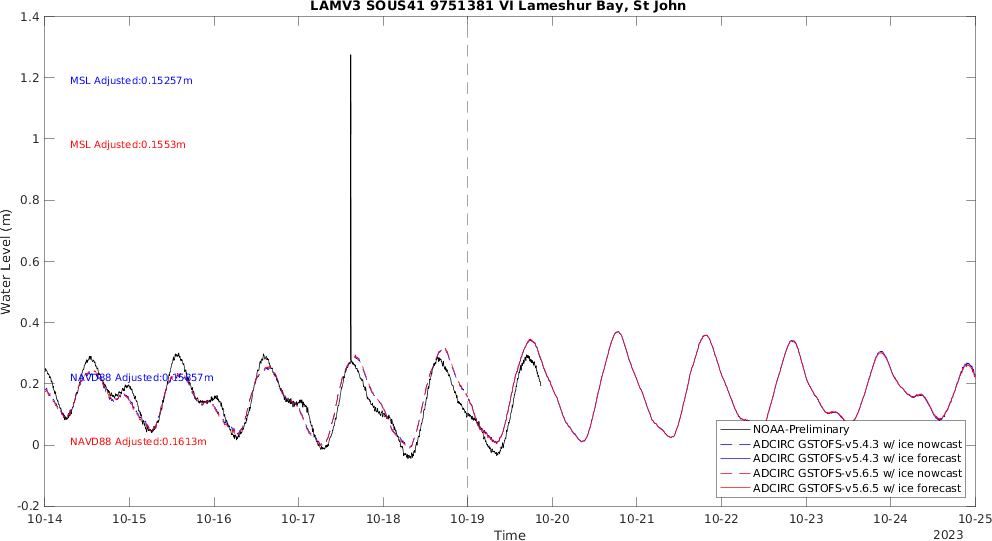 LAMV3 SOUS41 9751381 VI Lameshur Bay, St John
1.4
1.2
1
0.8
0.6
0.4
0.2
0
-0.2
Water Level (m)
MSL Adjusted:0.15257m
MSL Adjusted:0.1553m
NAVD88 Adjusted:0.15857m
NAVD88 Adjusted:0.1613m
NOAA-Preliminary
ADCIRC GSTOFS-v5.4.3 w/ ice nowcast
ADCIRC GSTOFS-v5.4.3 w/ ice forecast
ADCIRC GSTOFS-v5.6.5 w/ ice nowcast
ADCIRC GSTOFS-v5.6.5 w/ ice forecast
10-14 10-15 10-16 10-17 10-18 10-19 10-20 10-21 10-22 10-23 10-24 10-25
Time
2023